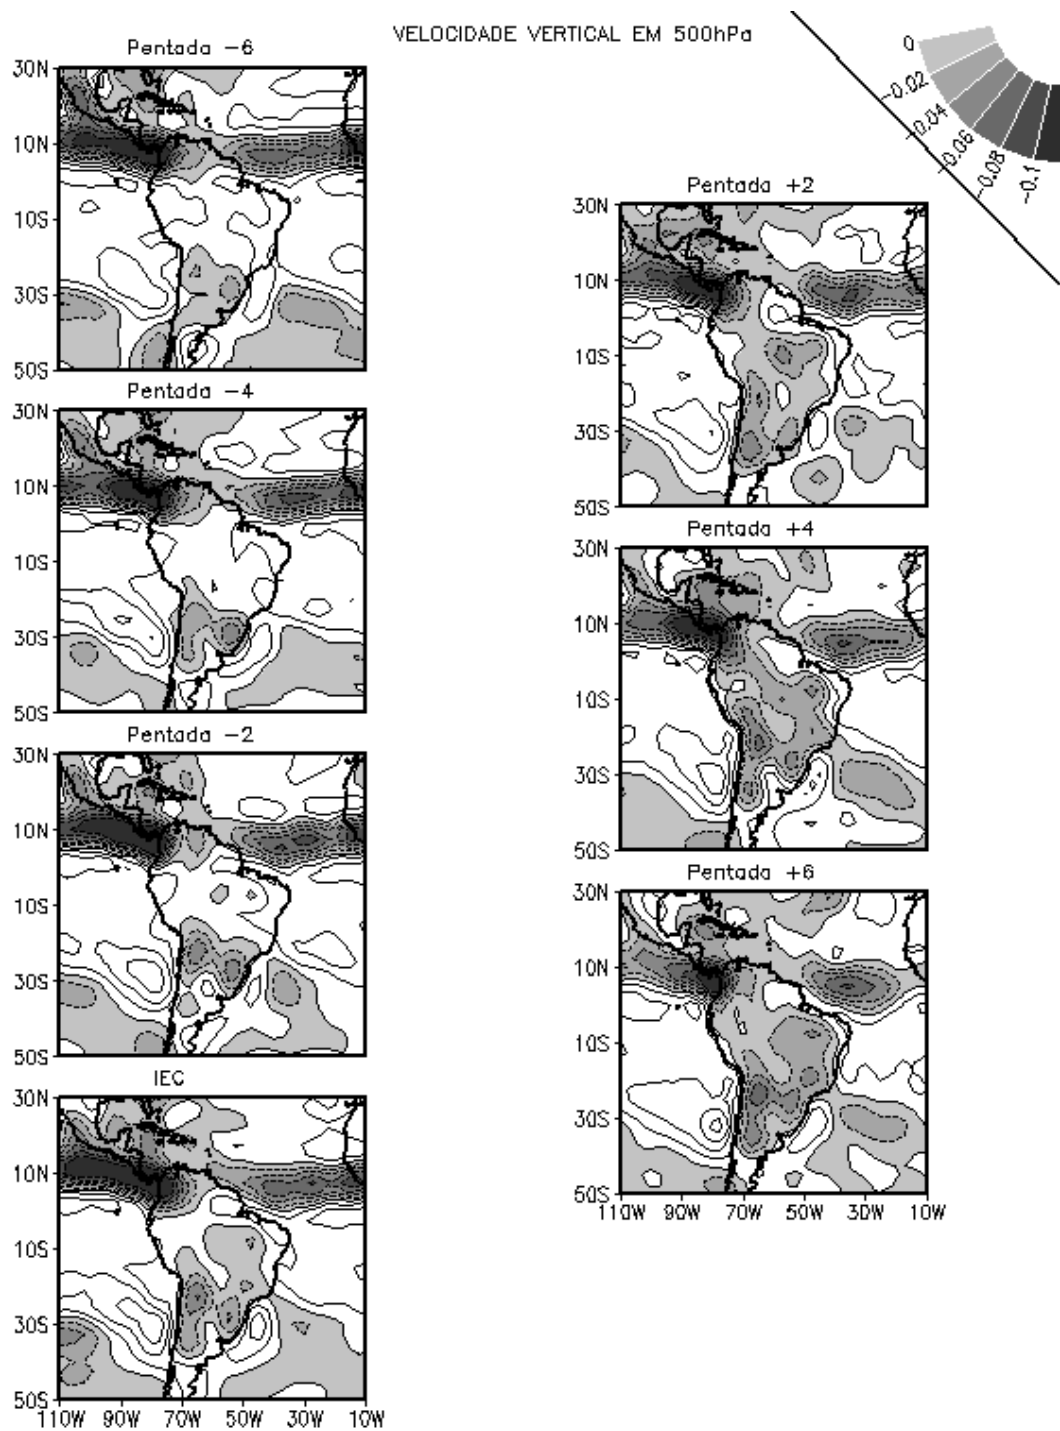 VELOCIDADE VERTICAL EM 500hPa
0
-0.02
-0.04
-0.06
-0.08
-0.1
Pentada -6
30N
10N
10S
30S
50S
Pentada -4
30N
10N
10S
30S
50S
Pentada -2
30N
10N
10S
30S
50S
IEC
30N
10N
10S
30S
50S
110W 90W 70W 50W 30W 10W
Pentada +2
30N
10N
10S
30S
50S
Pentada +4
30N
10N
10S
30S
50S
Pentada +6
30N
10N
10S
30S
50S
110W 90W 70W 50W 30W 10W